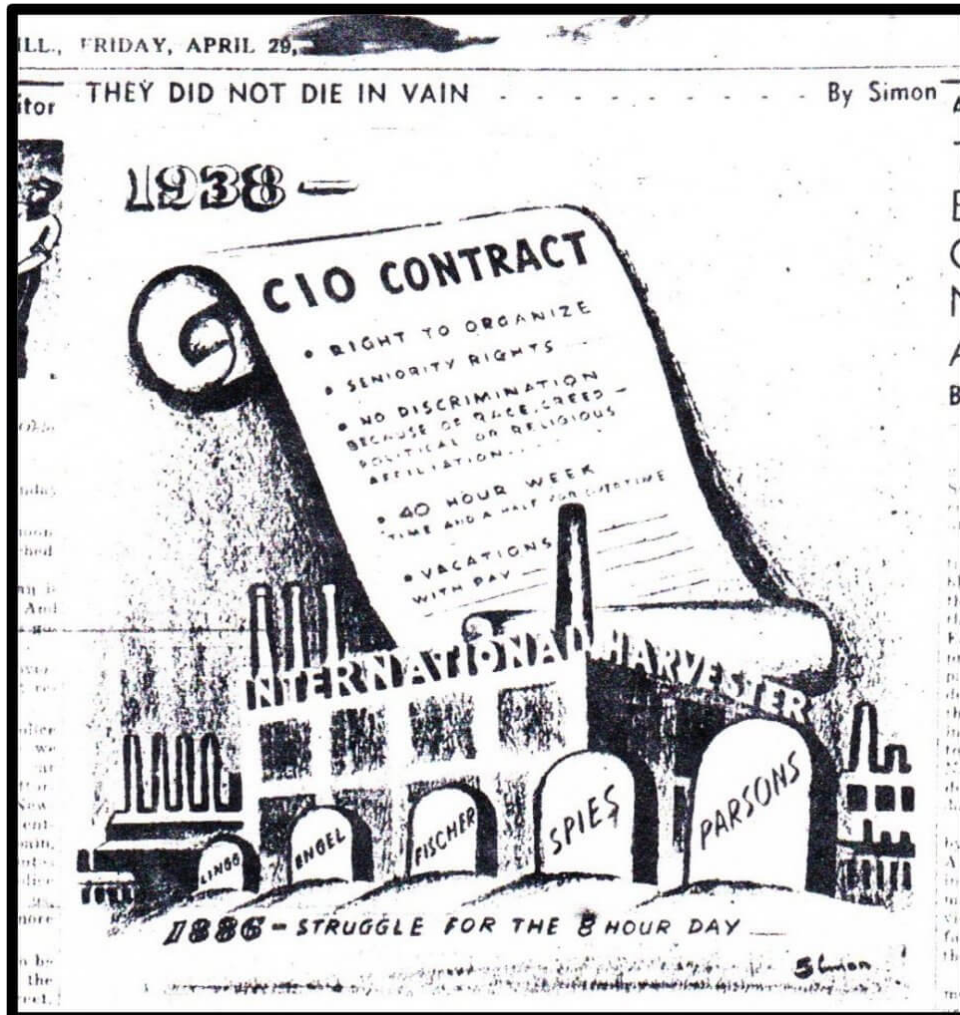 ILL., FRIDAY, APRIL 29,
THEY DID NOT DIE IN VAIN - - - - - - - - - - By Simon
itor
1938 —
CIO CONTRACT
• RIGHT TO ORGANIZE
• SENIORITY RIGHTS
• NO DISCRIMINATION
BECAUSE OF RACE, CREED —
POLITICAL OR RELIGIOUS
AFFILIATION....
• 40 HOUR WEEK
TIME AND A HALF FOR OVERTIME
• VACATIONS
WITH PAY
INTERNATIONAL HARVESTER
LINGG
ENGEL
FISCHER
SPIES
PARSONS
1886 — STRUGGLE FOR THE 8 HOUR DAY
Simon